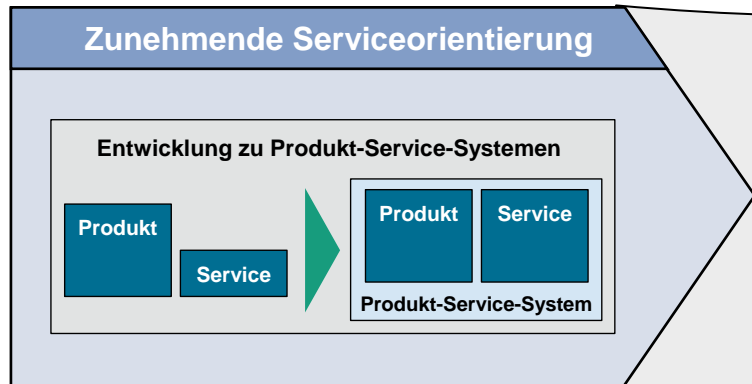 Zunehmende Serviceorientierung
Entwicklung zu Produkt-Service-Systemen
Produkt
Service
Produkt
Service
Produkt-Service-System